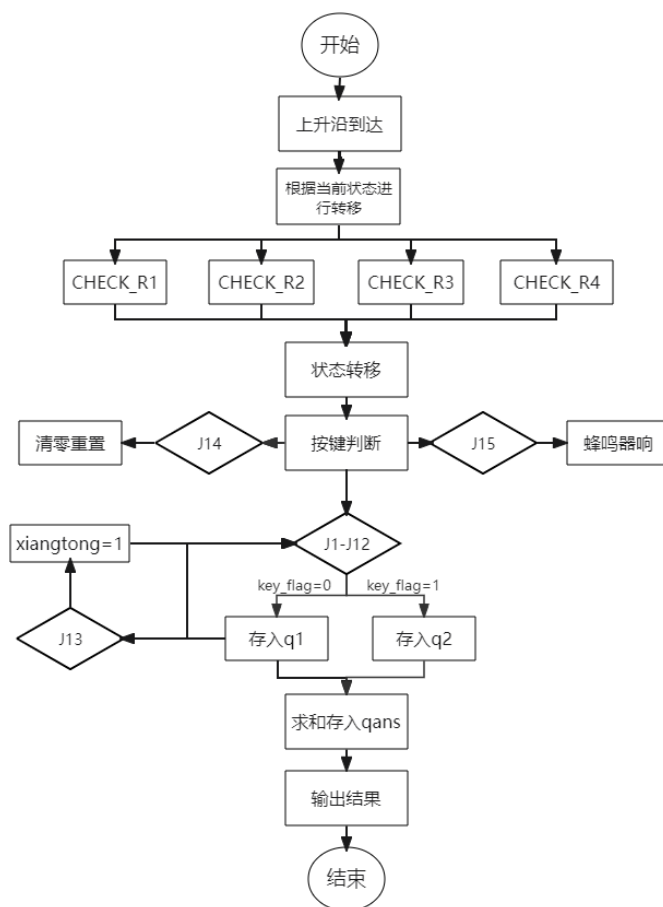 开始
上升沿到达
根据当前状态进
行转移
CHECK_R1
CHECK_R2
CHECK_R3
CHECK_R4
状态转移
清零重置
J14
按键判断
J15
蜂鸣器响
xiangtong=1
J1-J12
key_flag=0
key_flag=1
J13
存入q1
存入q2
求和存入qans
输出结果
结束